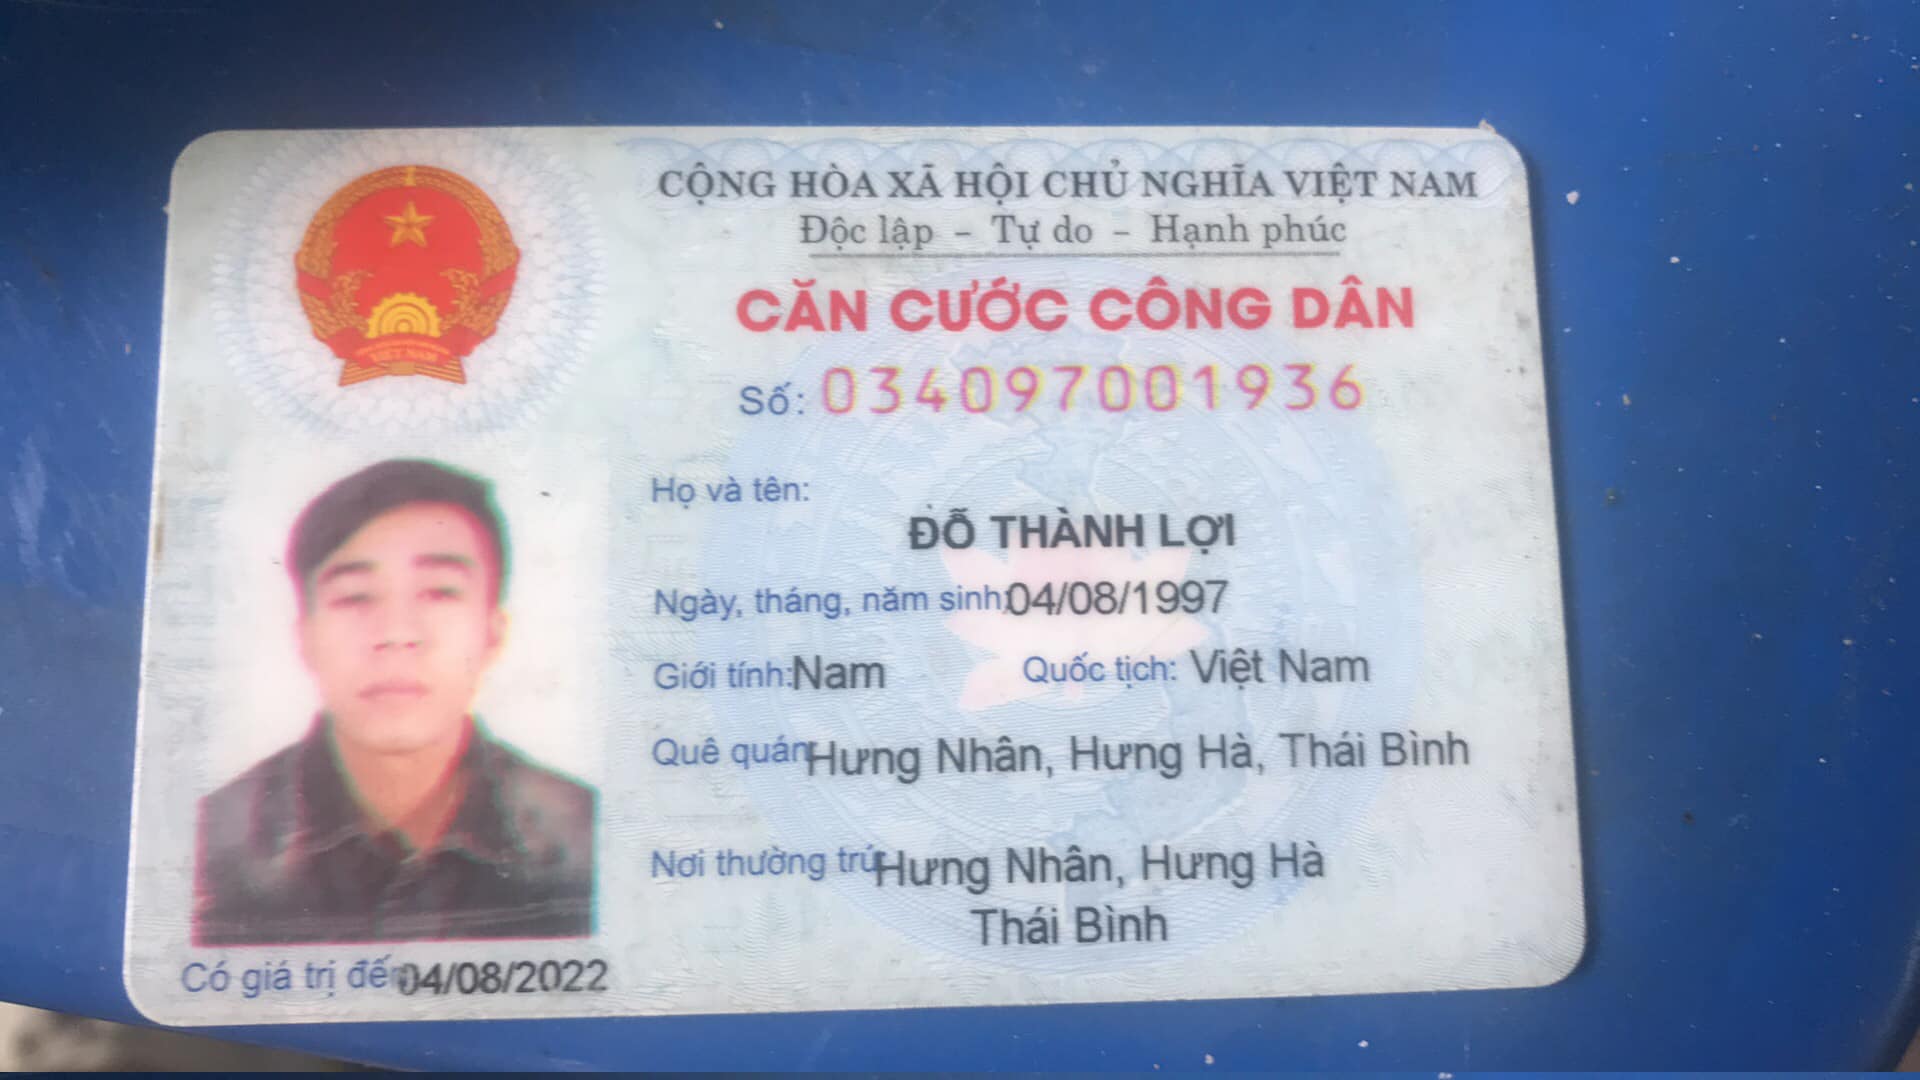 CỘNG HÒA XÃ HỘI CHỦ NGHĨA VIỆT NAM
Độc lập - Tự do - Hạnh phúc
CĂN CƯỚC CÔNG DÂN
Số: 034097001936
Họ và tên:
ĐỖ THÀNH LỢI
Ngày, tháng, năm sinh: 04/08/1997
Giới tính: Nam Quốc tịch: Việt Nam
Quê quán Hưng Nhân, Hưng Hà, Thái Bình
Nơi thường trú Hưng Nhân, Hưng Hà
Thái Bình
Có giá trị đến 04/08/2022
VIỆT NAM